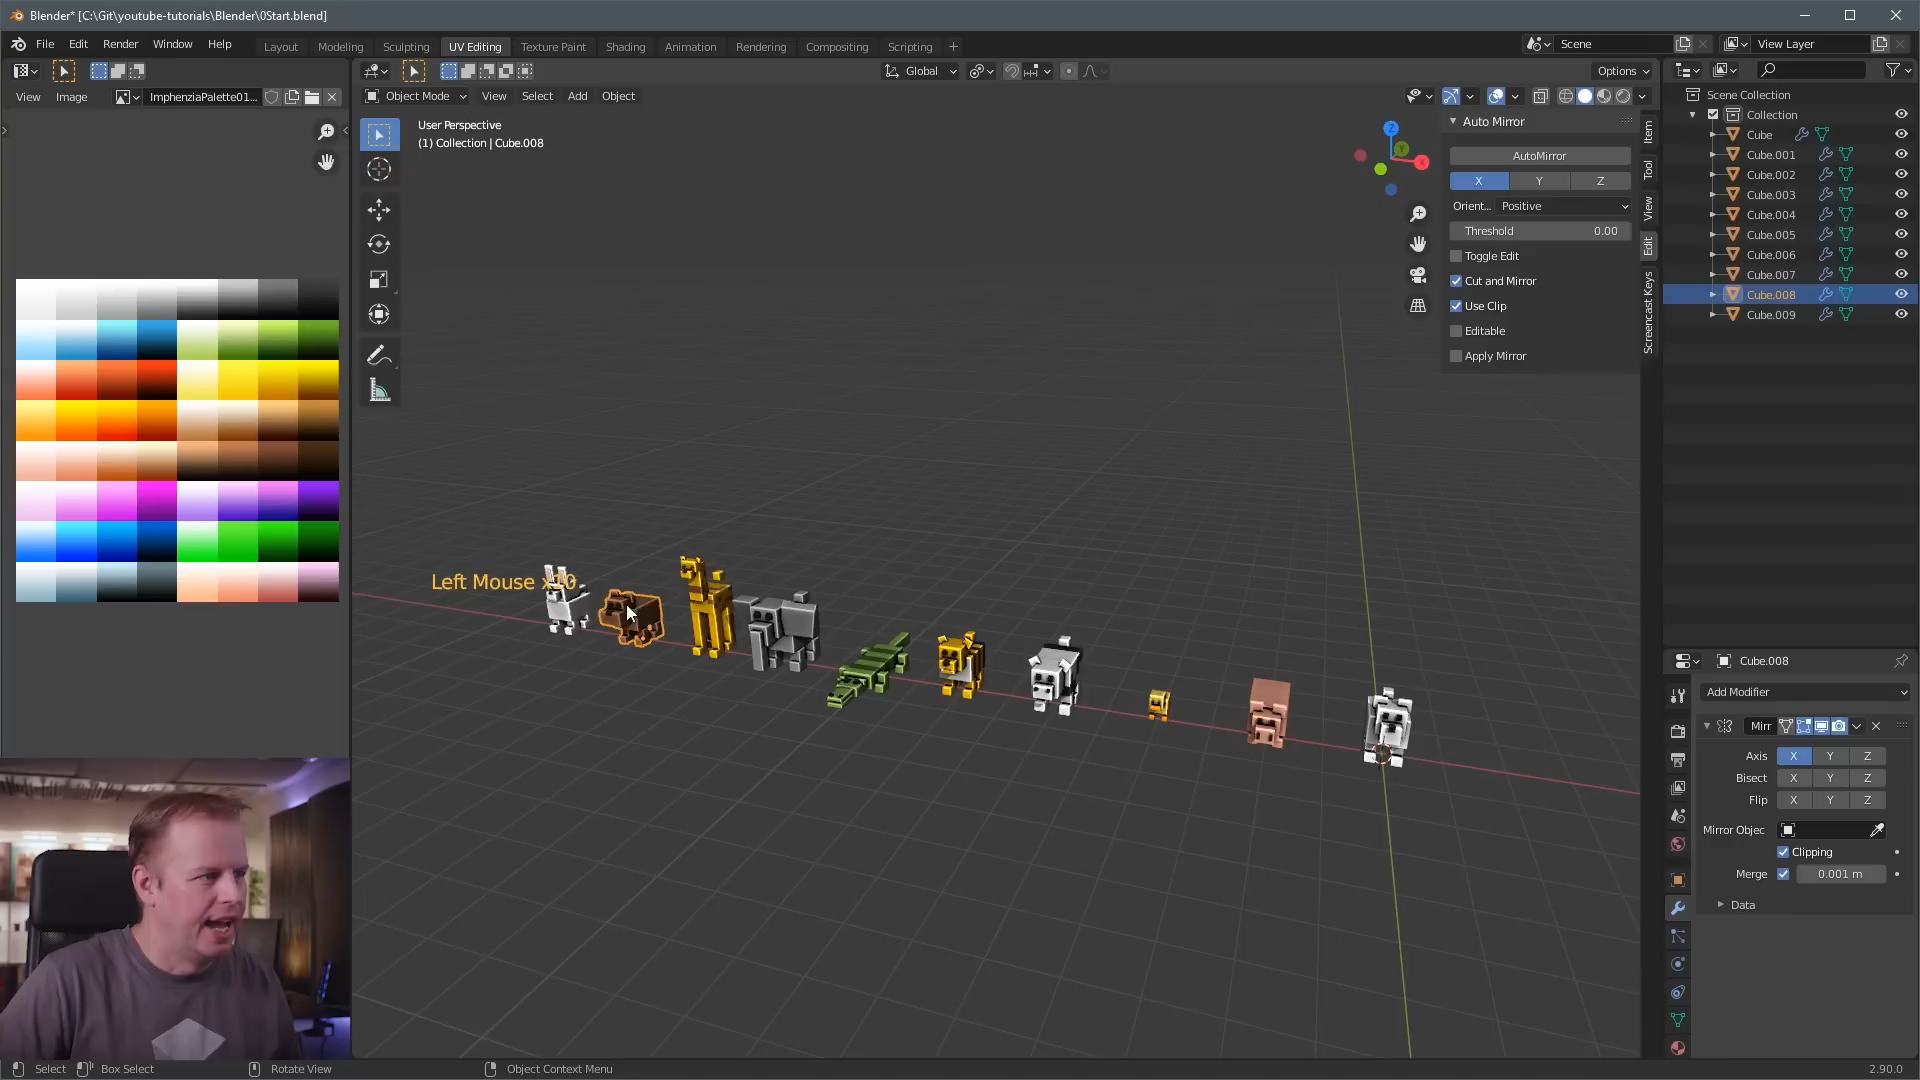 Blender* [C:\Git\youtube-tutorials\Blender\0Start.blend]
File Edit Render Window Help
Layout Modeling Sculpting UV Editing Texture Paint Shading Animation Rendering Compositing Scripting +
Scene
View Layer
Global
Options
View Image
ImphenziaPalette01...
Object Mode View Select Add Object
User Perspective
(1) Collection | Cube.008
Z
Y
X
Auto Mirror
AutoMirror
X Y Z
Orient... Positive
Threshold 0.00
Toggle Edit
Cut and Mirror
Use Clip
Editable
Apply Mirror
Item
Tool
View
Edit
Screencast Keys
Scene Collection
Collection
Cube
Cube.001
Cube.002
Cube.003
Cube.004
Cube.005
Cube.006
Cube.007
Cube.008
Cube.009
Left Mouse x10
Cube.008
Add Modifier
Mirr
Axis X Y Z
Bisect X Y Z
Flip X Y Z
Mirror Objec
Clipping
Merge 0.001 m
Data
Select Box Select Rotate View Object Context Menu
2.90.0